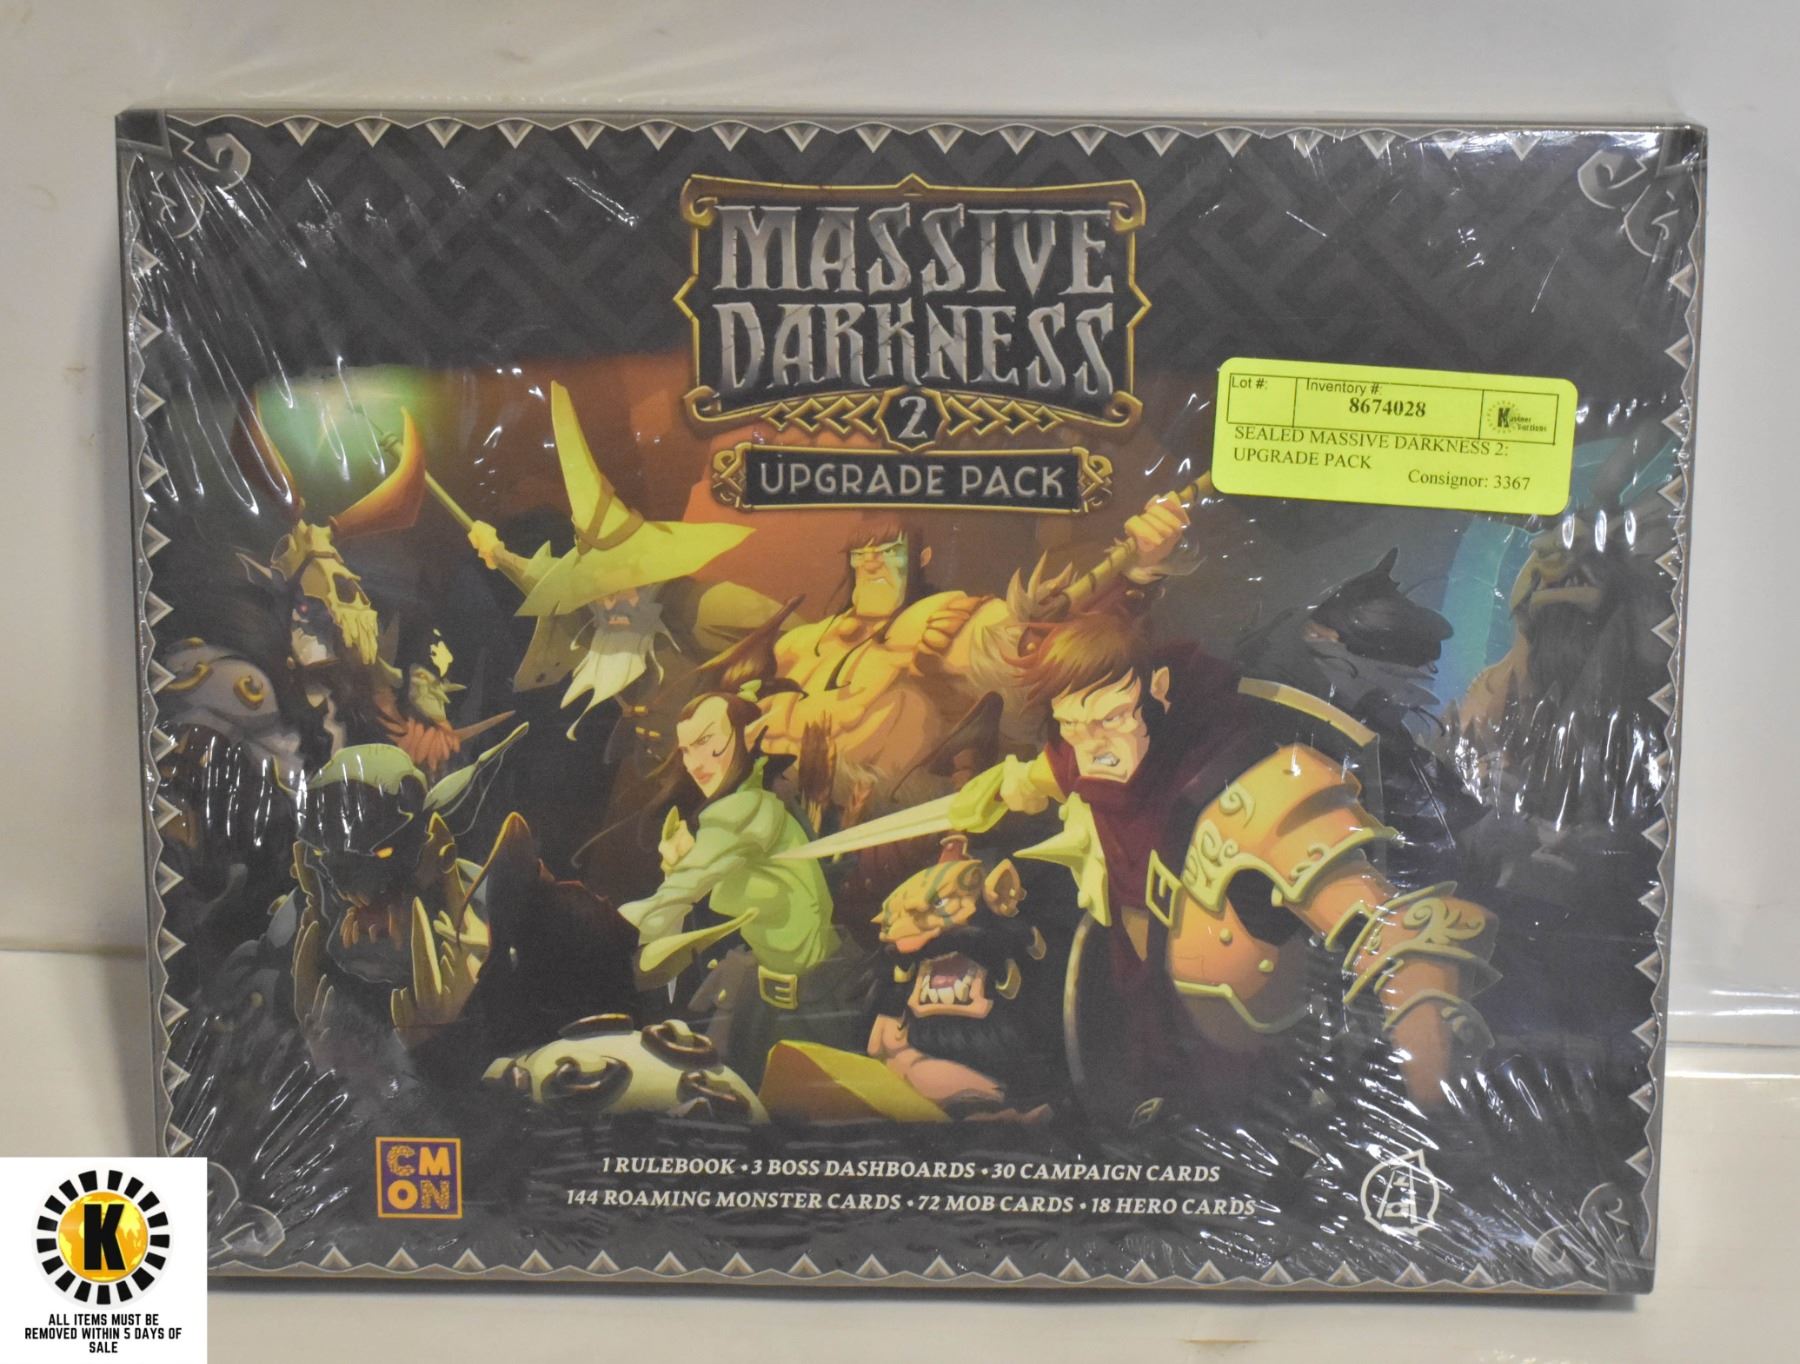 MASSIVE
DARKNESS
2
UPGRADE PACK
Lot #:
Inventory #:
8674028
Kastner
Auctions
SEALED MASSIVE DARKNESS 2:
UPGRADE PACK
Consignor: 3367
CM
ON
1 RULEBOOK • 3 BOSS DASHBOARDS • 30 CAMPAIGN CARDS
144 ROAMING MONSTER CARDS • 72 MOB CARDS • 18 HERO CARDS
K
ALL ITEMS MUST BE
REMOVED WITHIN 5 DAYS OF
SALE